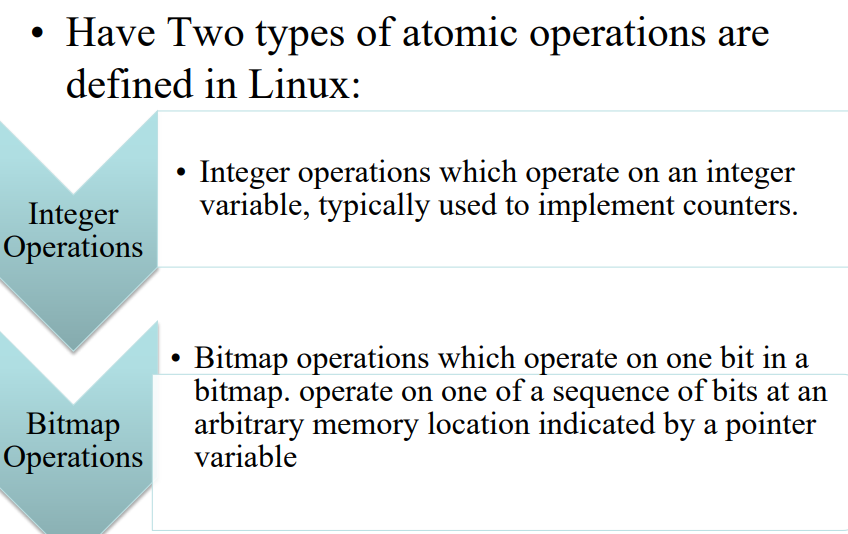 • Have Two types of atomic operations are
defined in Linux:
Integer
Operations
• Integer operations which operate on an integer
variable, typically used to implement counters.
Bitmap
Operations
• Bitmap operations which operate on one bit in a
bitmap. operate on one of a sequence of bits at an
arbitrary memory location indicated by a pointer
variable